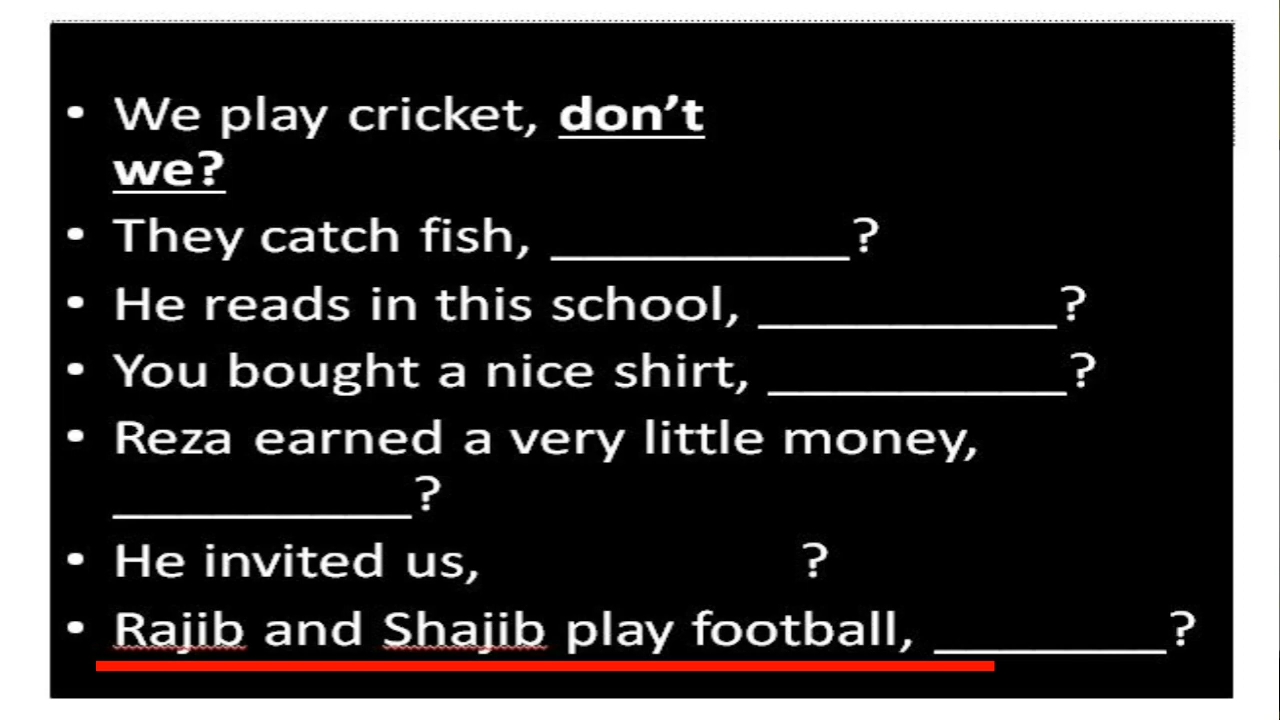 • We play cricket, don't
we?
• They catch fish, ___________?
• He reads in this school, ___________?
• You bought a nice shirt, ___________?
• Reza earned a very little money,
___________?
• He invited us, ?
• Rajib and Shajib play football, _________?